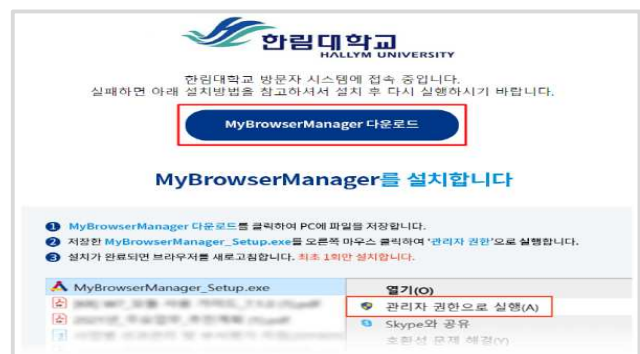 한림대학교
HALLYM UNIVERSITY
한림대학교 방문자 시스템에 접속 중입니다.
실패하면 아래 설치방법을 참고하셔서 설치 후 다시 실행하시기 바랍니다.
MyBrowserManager 다운로드
MyBrowserManager를 설치합니다
1 MyBrowserManager 다운로드를 클릭하여 PC에 파일을 저장합니다.
2 저장한 MyBrowserManager_Setup.exe를 오른쪽 마우스 클릭하여 '관리자 권한'으로 실행합니다.
3 설치가 완료되면 브라우저를 새로고침합니다. 최초 1회만 설치합니다.
MyBrowserManager_Setup.exe
열기(O)
관리자 권한으로 실행(A)
Skype와 공유
호환성 문제 해결(Y)